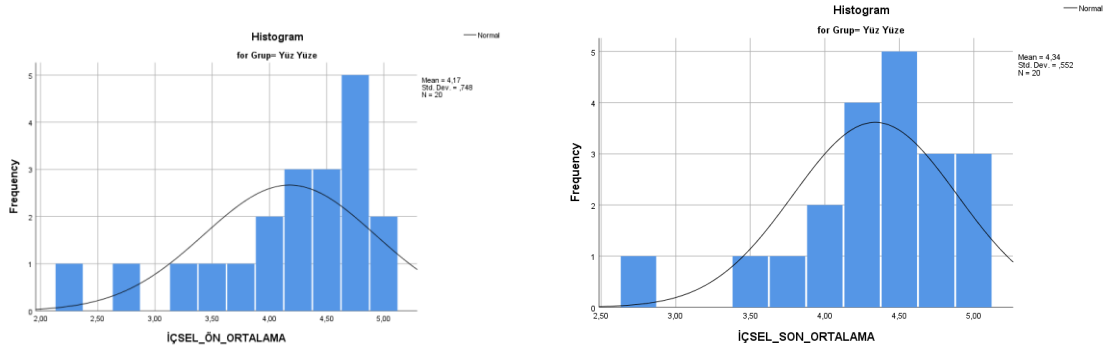 Histogram
Normal
for Grup= Yüz Yüze
Mean = 4,17
Std. Dev. = ,748
N = 20
5
4
3
2
1
0
Frequency
2,00 2,50 3,00 3,50 4,00 4,50 5,00
İÇSEL_ÖN_ORTALAMA
Histogram
Normal
for Grup= Yüz Yüze
Mean = 4,34
Std. Dev. = ,552
N = 20
5
4
3
2
1
0
Frequency
2,50 3,00 3,50 4,00 4,50 5,00
İÇSEL_SON_ORTALAMA